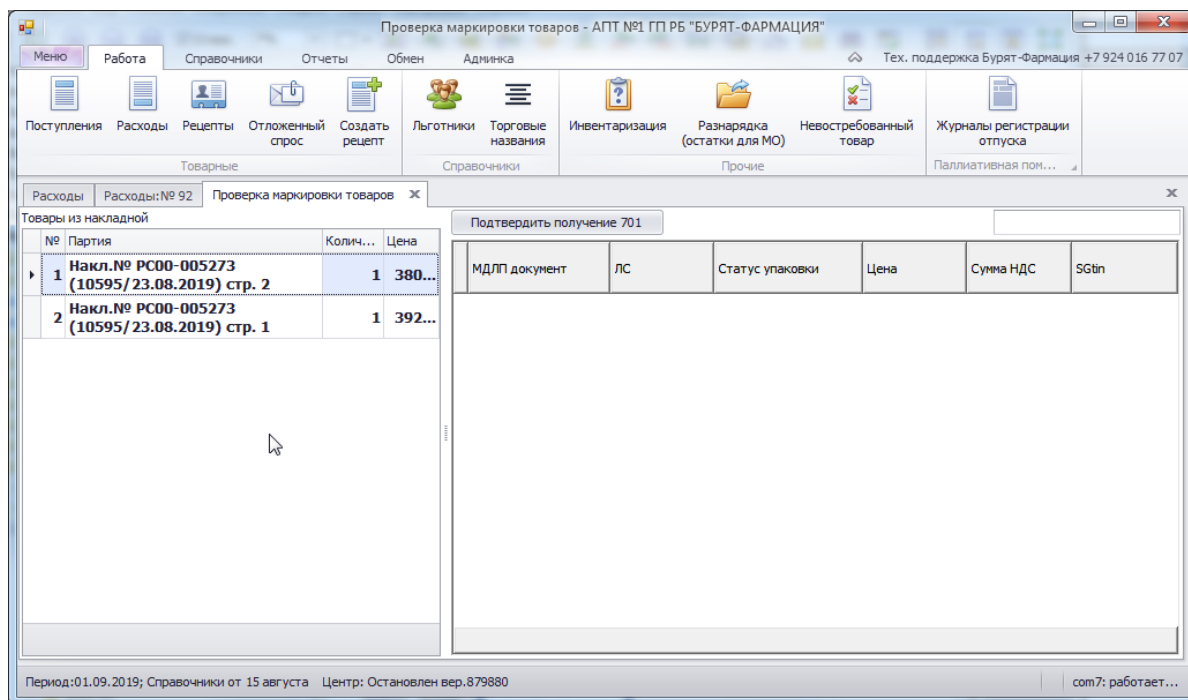 Проверка маркировки товаров - АПТ №1 ГП РБ "БУРЯТ-ФАРМАЦИЯ"
Меню Работа Справочники Отчеты Обмен Админка Тех. поддержка Бурят-Фармация +7 924 016 77 07
Поступления Расходы Рецепты Отложенный спрос Создать рецепт Льготники Торговые названия Инвентаризация Разнарядка (остатки для МО) Невостребованный товар Журналы регистрации отпуска
Товарные Справочники Прочие Паллиативная пом...
Расходы Расходы:№ 92 Проверка маркировки товаров
Товары из накладной Подтвердить получение 701
№ Партия Колич... Цена МДЛП документ ЛС Статус упаковки Цена Сумма НДС SGtin
1 Накл.№ РС00-005273 (10595/23.08.2019) стр. 2 1 380...
2 Накл.№ РС00-005273 (10595/23.08.2019) стр. 1 1 392...
Период:01.09.2019; Справочники от 15 августа Центр: Остановлен вер.879880 com7: работает...